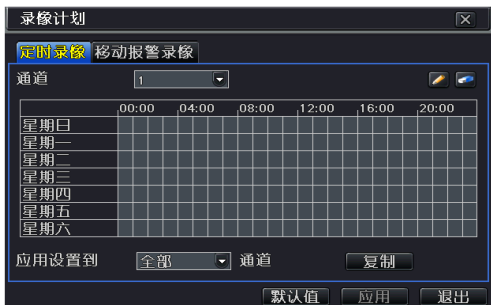 录像计划
定时录像 移动报警录像
通道 1
00:00 04:00 08:00 12:00 16:00 20:00
星期日
星期一
星期二
星期三
星期四
星期五
星期六
应用设置到 全部 通道 复制
默认值 应用 退出